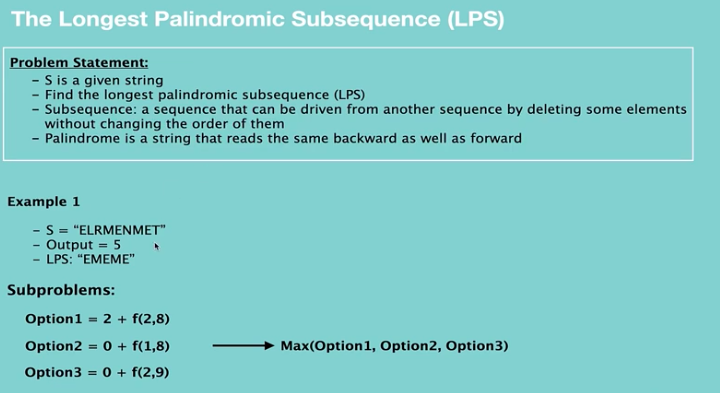 The Longest Palindromic Subsequence (LPS)
Problem Statement:
- S is a given string
- Find the longest palindromic subsequence (LPS)
- Subsequence: a sequence that can be driven from another sequence by deleting some elements
without changing the order of them
- Palindrome is a string that reads the same backward as well as forward
Example 1
- S = “ELRMENMET”
- Output = 5
- LPS: “EMEME”
Subproblems:
Option1 = 2 + f(2,8)
Option2 = 0 + f(1,8) → Max(Option1, Option2, Option3)
Option3 = 0 + f(2,9)